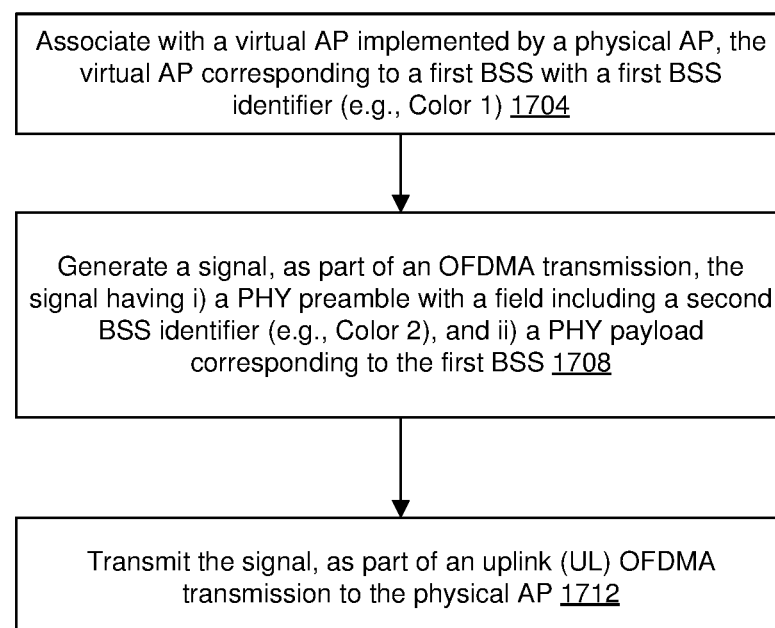 Associate with a virtual AP implemented by a physical AP, the
virtual AP corresponding to a first BSS with a first BSS
identifier (e.g., Color 1) 1704
Generate a signal, as part of an OFDMA transmission, the
signal having i) a PHY preamble with a field including a second
BSS identifier (e.g., Color 2), and ii) a PHY payload
corresponding to the first BSS 1708
Transmit the signal, as part of an uplink (UL) OFDMA
transmission to the physical AP 1712